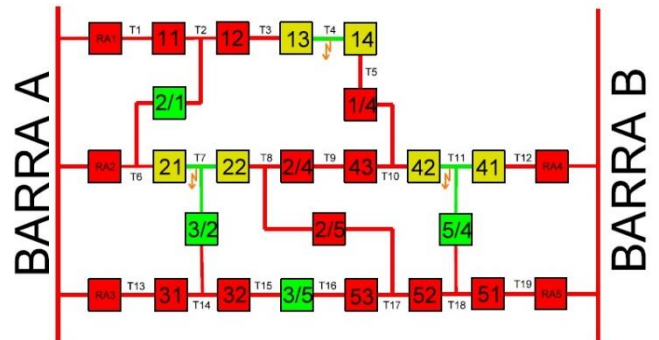 BARRA A
BARRA B
RA1 T1 11 T2 12 T3 13 T4 14
T5
2/1 1/4
RA2 T6 21 T7 22 T8 2/4 T9 43 T10 42 T11 41 T12 RA4
3/2 2/5 5/4
RA3 T13 31 T14 32 T15 3/5 T16 53 T17 52 T18 51 T19 RA5